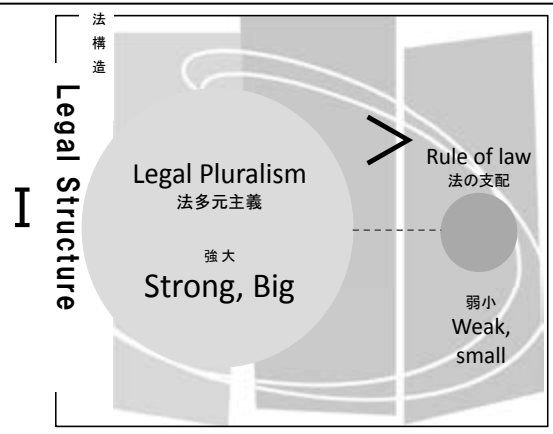 I
Legal Structure
法構造
Legal Pluralism
法多元主義
強大
Strong, Big
>
Rule of law
法の支配
弱小
Weak,
small